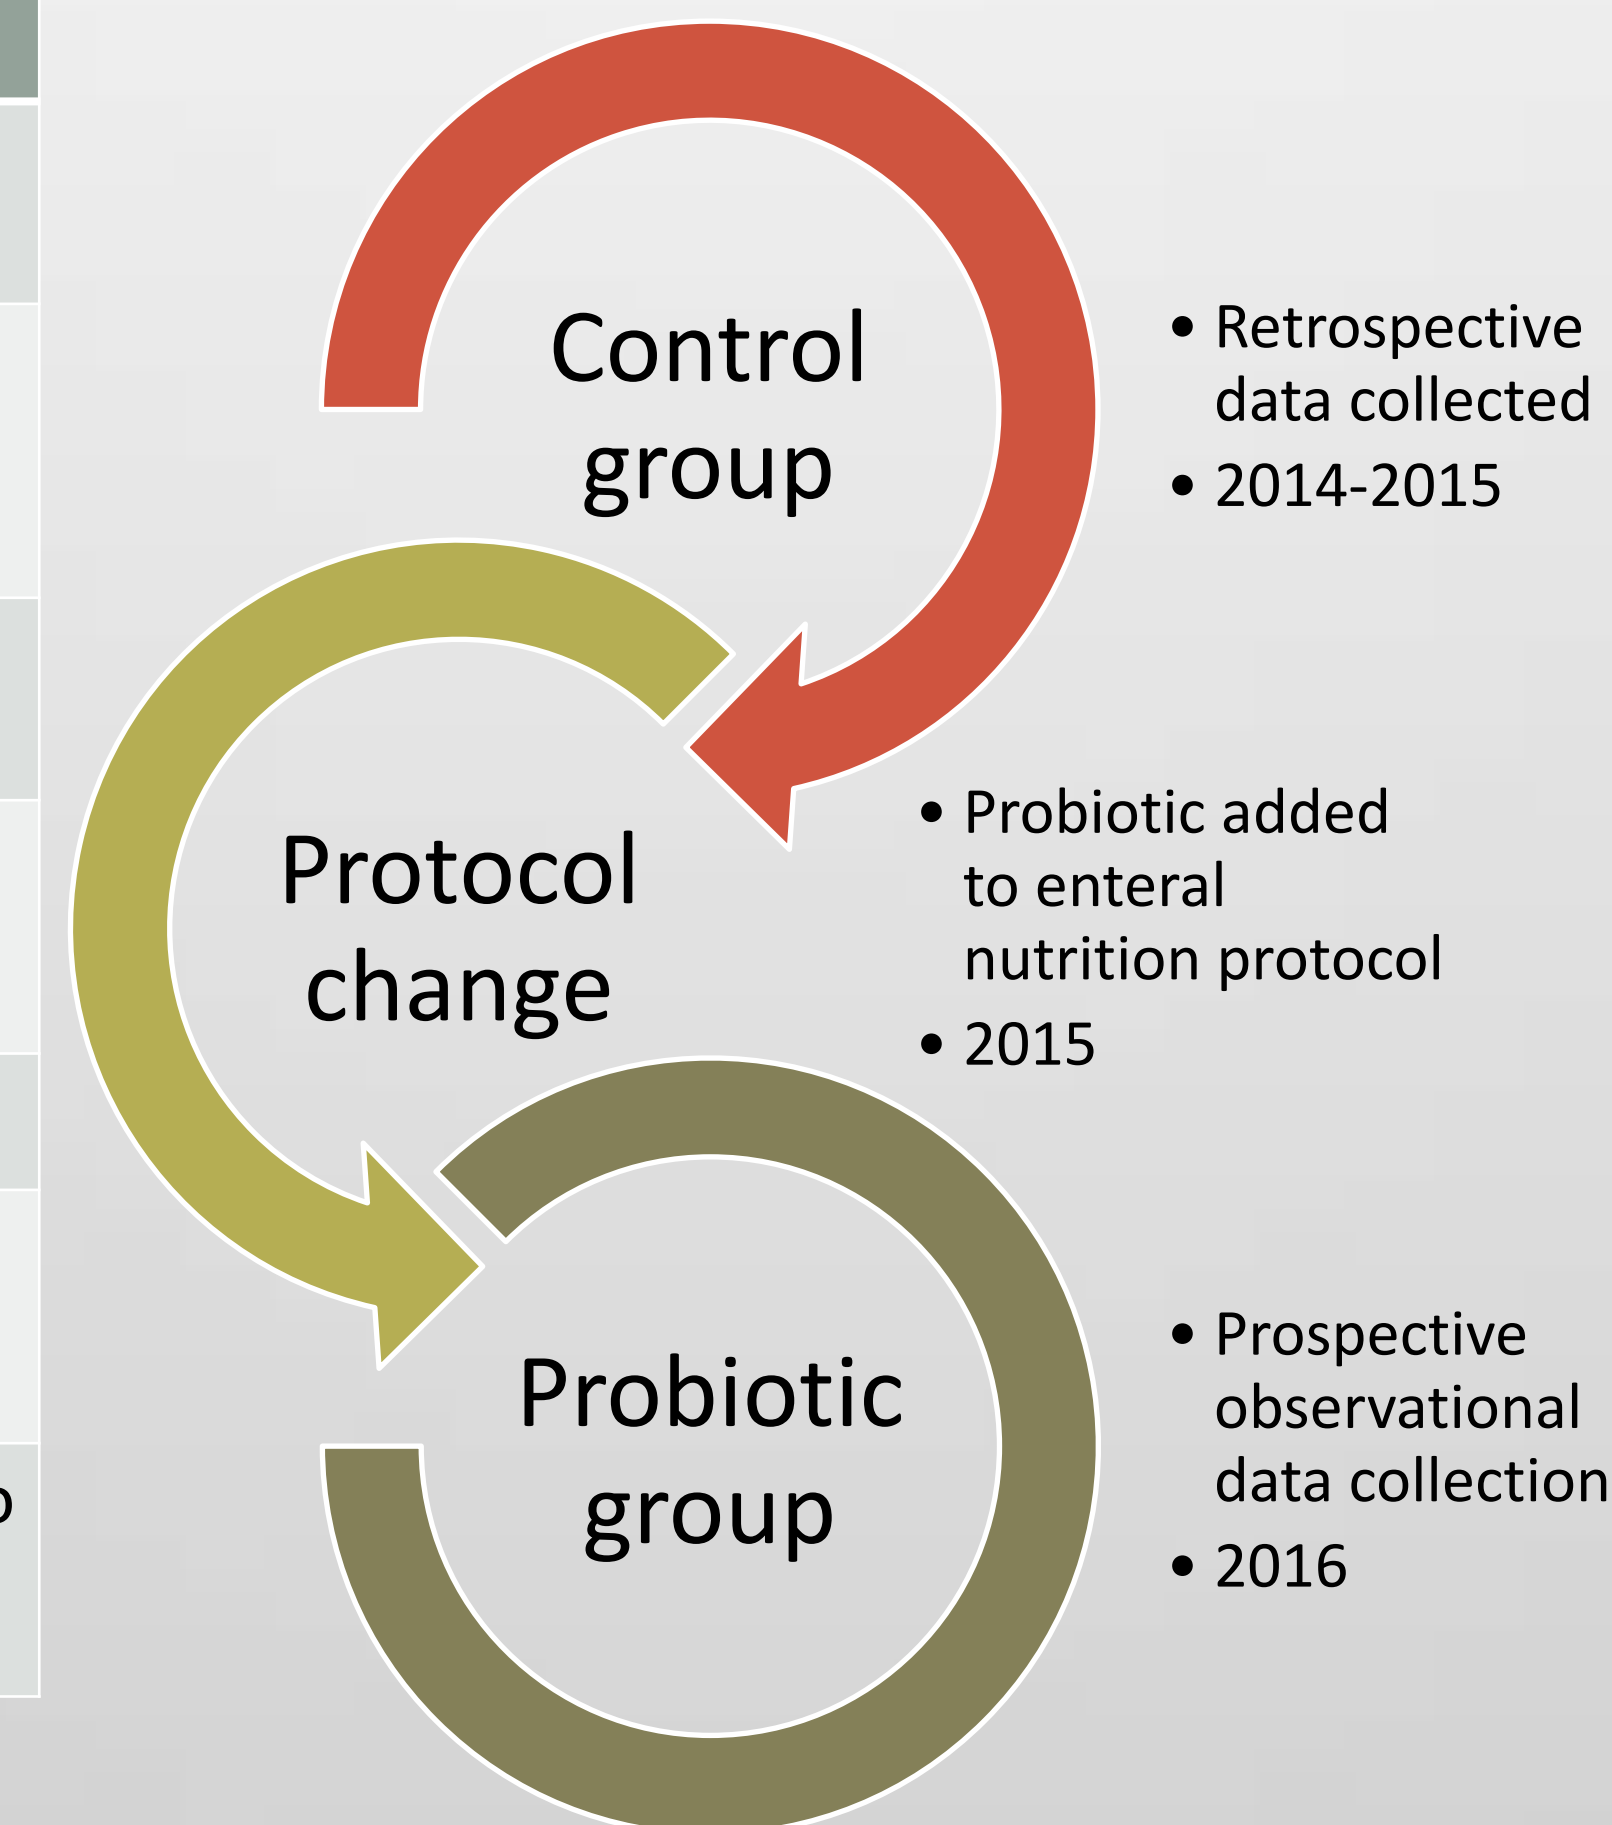 Control
group
• Retrospective
data collected
• 2014-2015
Protocol
change
• Probiotic added
to enteral
nutrition protocol
• 2015
Probiotic
group
• Prospective
observational
data collection
• 2016